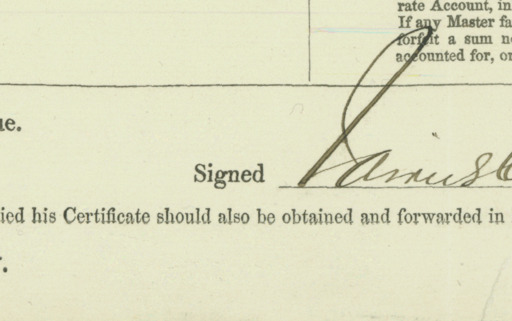 rate Account, in
If any Master fa
forfeit a sum n
accounted for, o
ue.
Signed
ied his Certificate should also be obtained and forwarded in